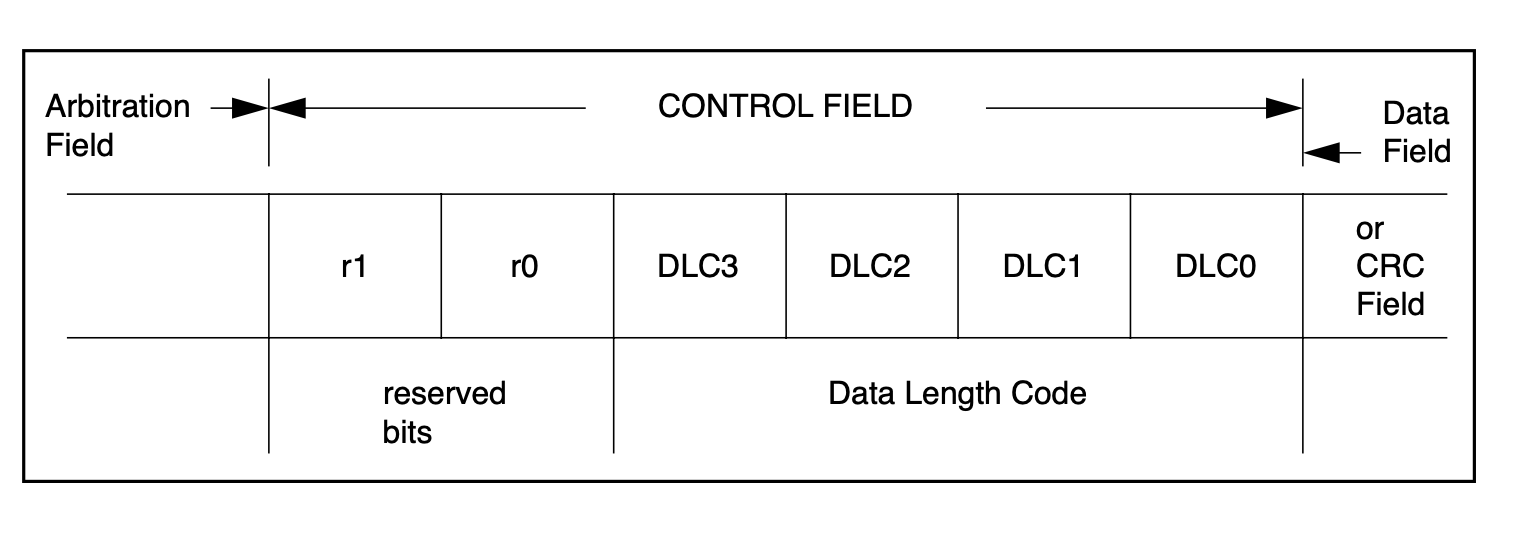 Arbitration
Field
CONTROL FIELD
Data
Field
r1
r0
DLC3
DLC2
DLC1
DLC0
or
CRC
Field
reserved
bits
Data Length Code